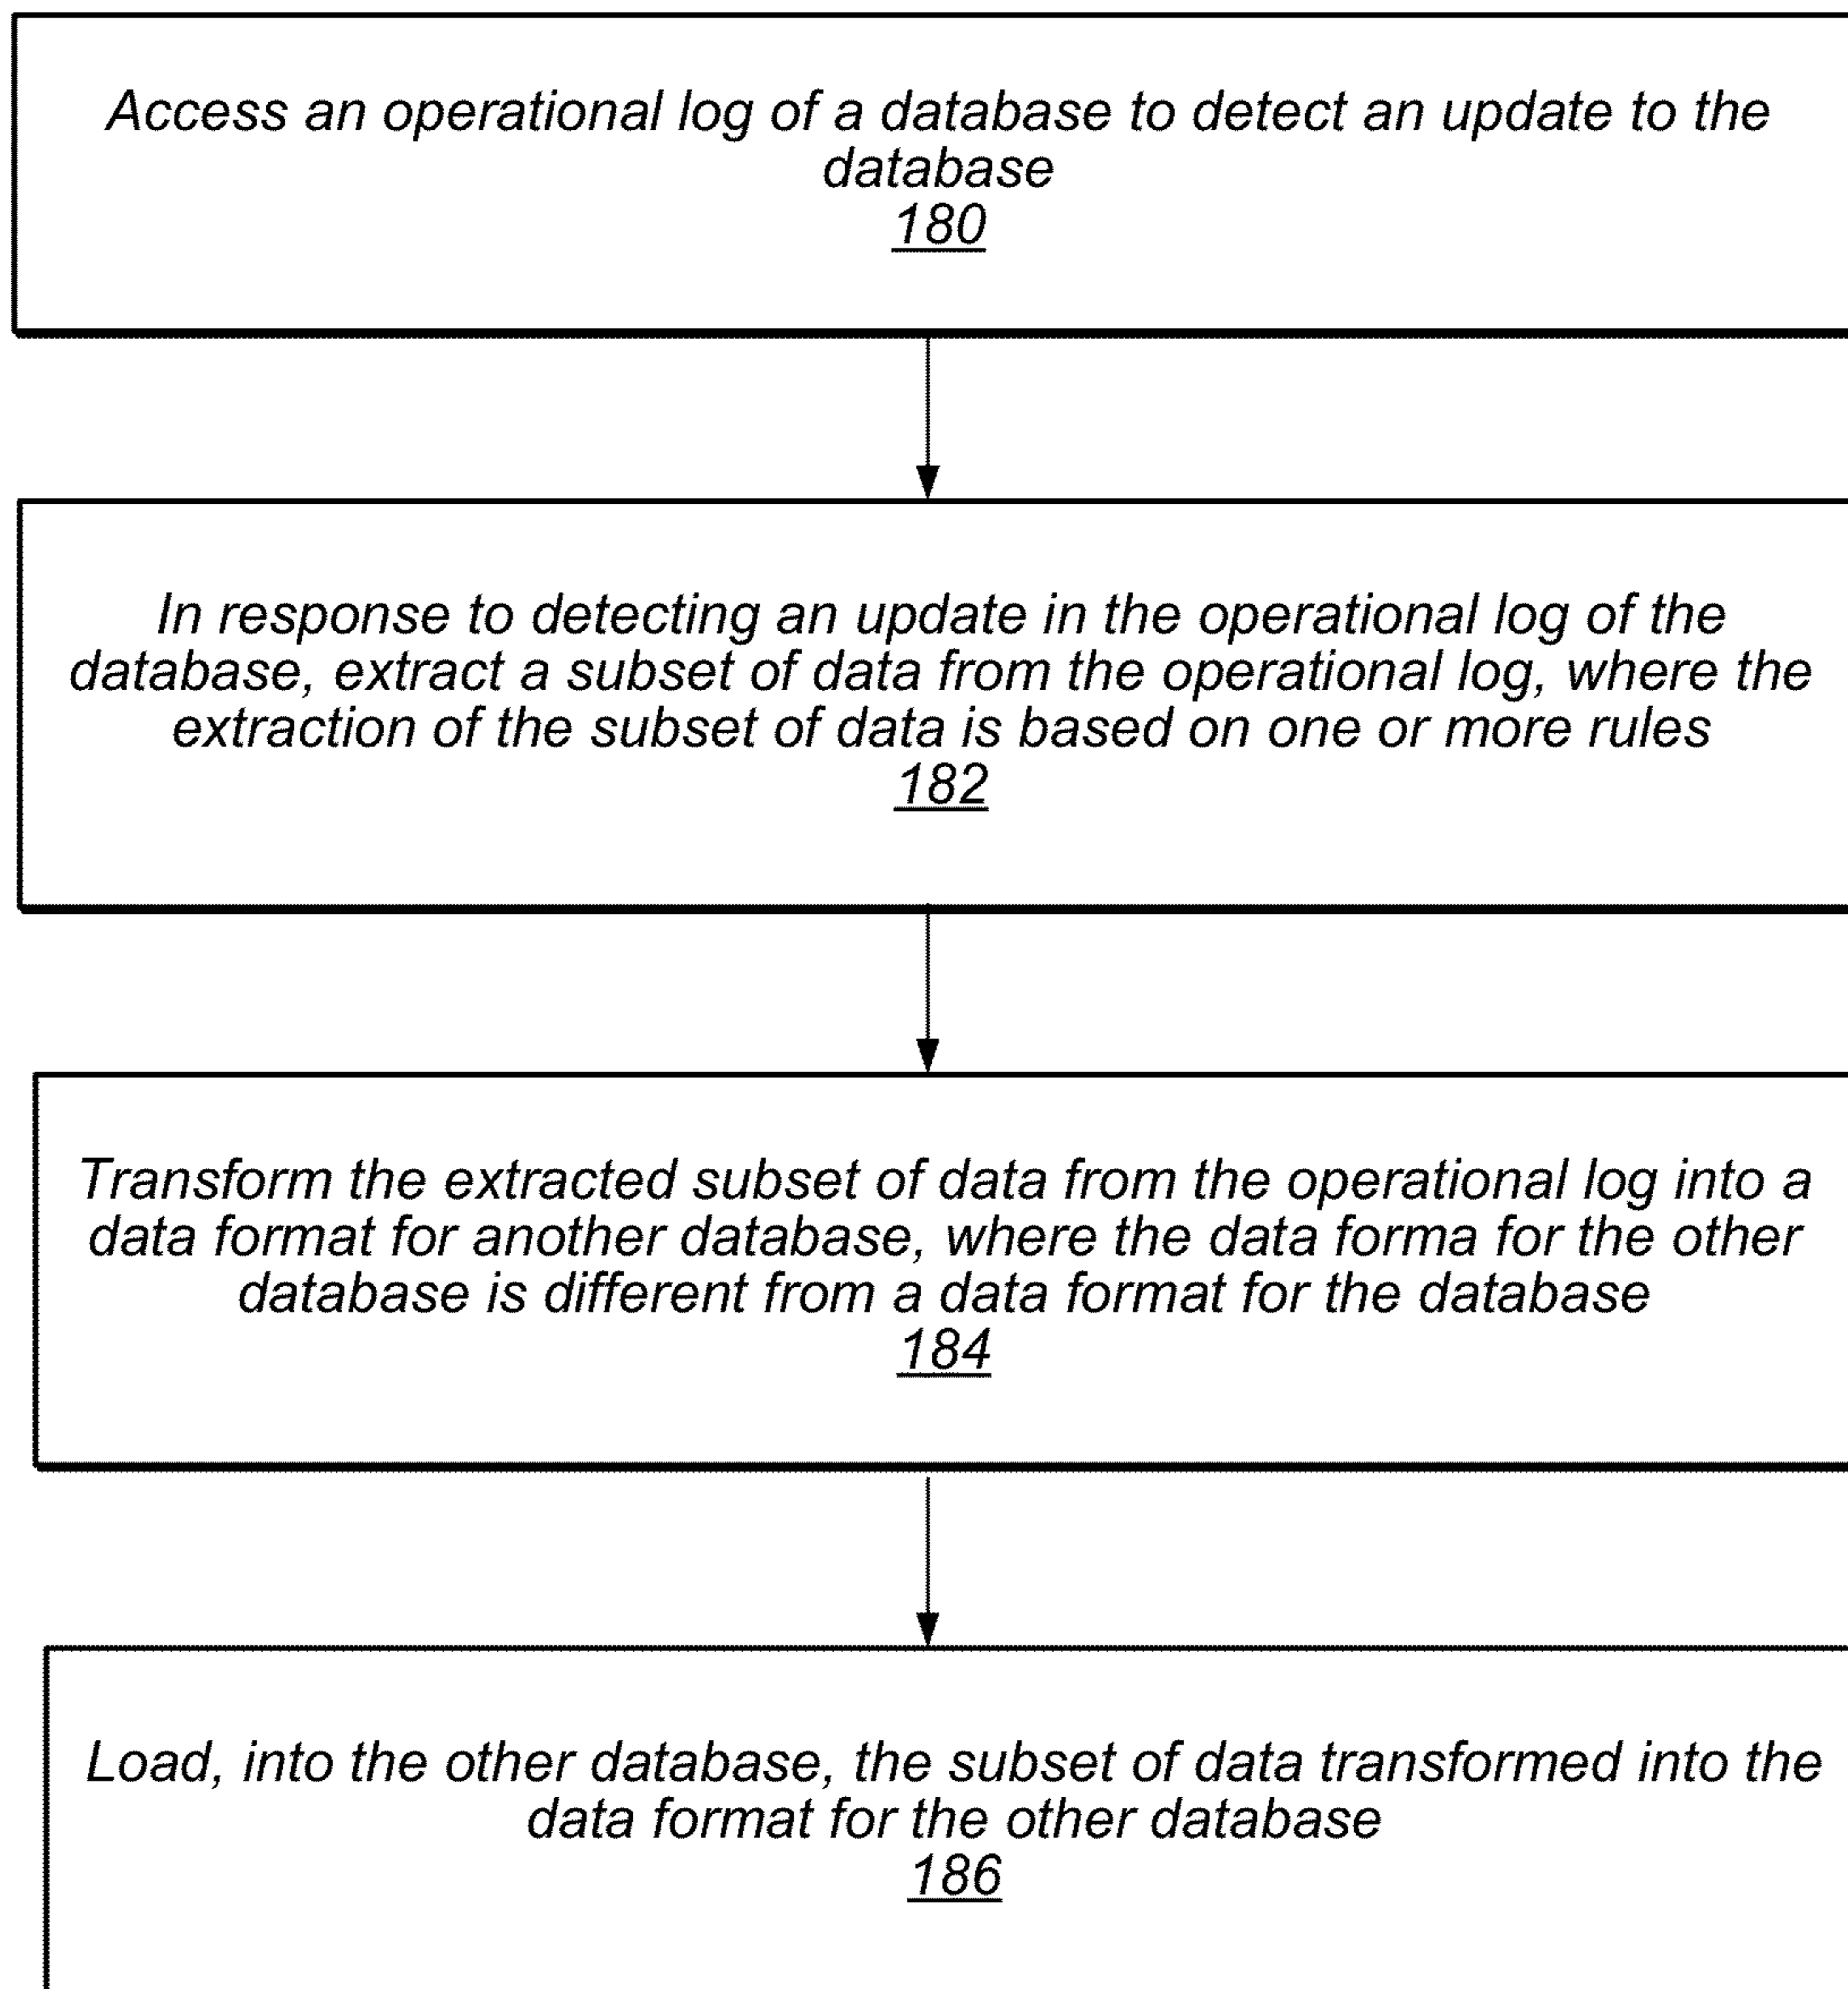 Access an operational log of a database to detect an update to the
database
180
In response to detecting an update in the operational log of the
database, extract a subset of data from the operational log, where the
extraction of the subset of data is based on one or more rules
182
Transform the extracted subset of data from the operational log into a
data format for another database, where the data forma for the other
database is different from a data format for the database
184
Load, into the other database, the subset of data transformed into the
data format for the other database
186